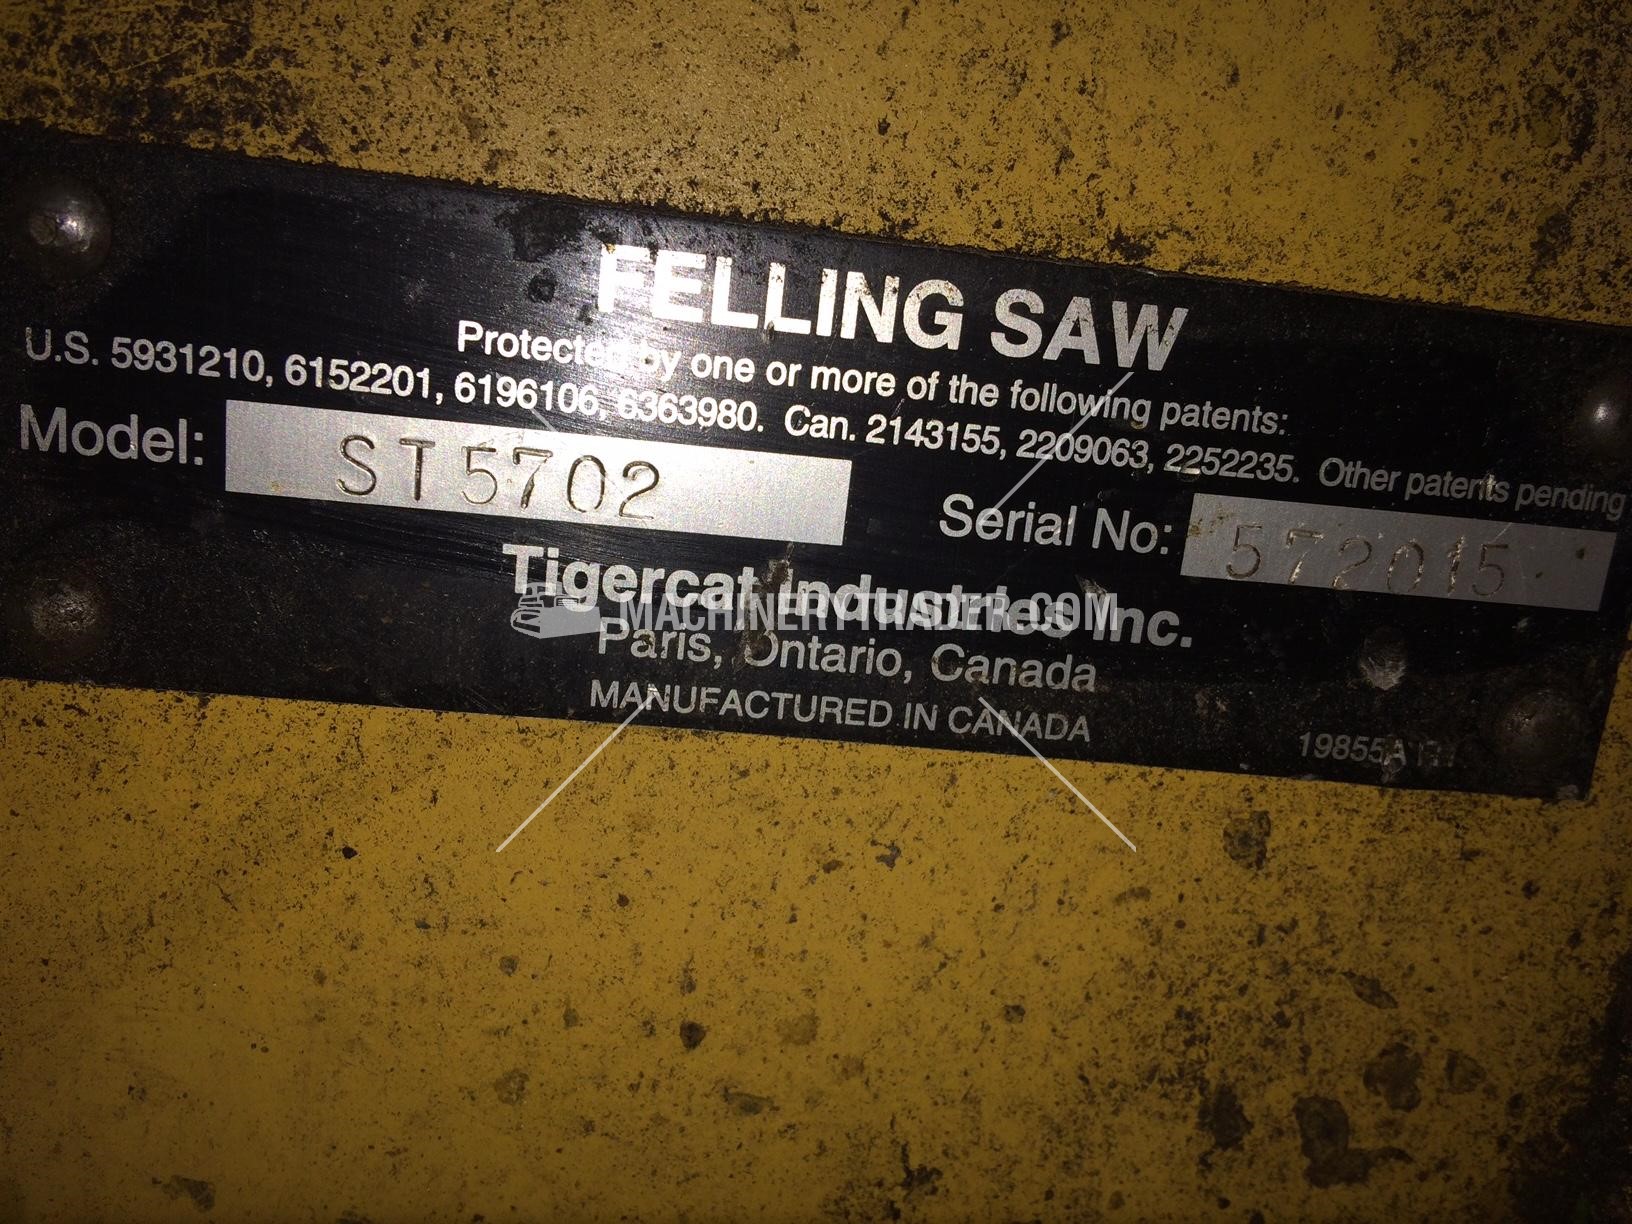 FELLING SAW
Protected by one or more of the following patents:
U.S. 5931210, 6152201, 6196106, 6363980. Can. 2143155, 2209063, 2252235. Other patents pending
Model: ST5702
Serial No: 572015
Tigercat Industries Inc.
MACHINERYTRADER.COM
Paris, Ontario, Canada
MANUFACTURED IN CANADA
19855A